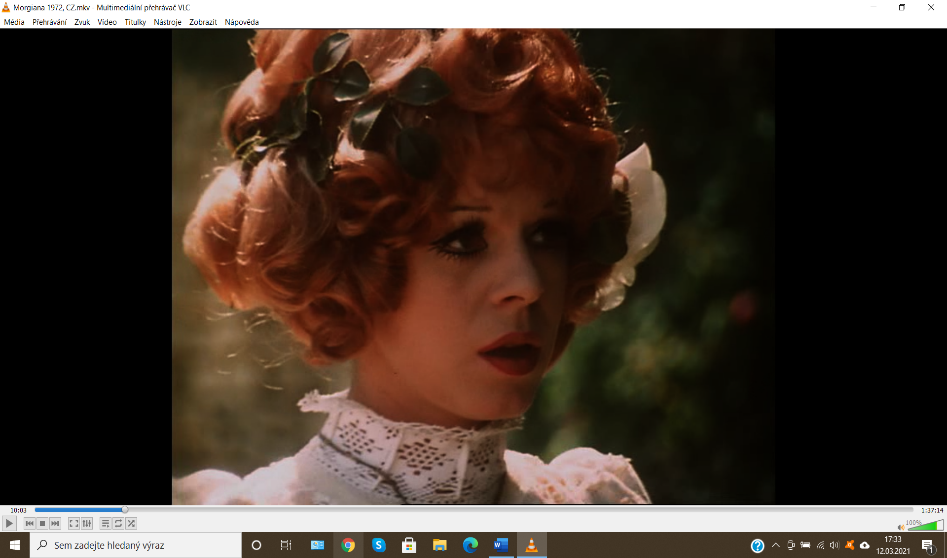 Morgiana 1972, CZ.mkv - Multimediální přehrávač VLC
Média Přehrávání Zvuk Video Titulky Nástroje Zobrazit Nápověda
10:03
1:37:14
100%
Sem zadejte hledaný výraz
17:33
12.03.2021